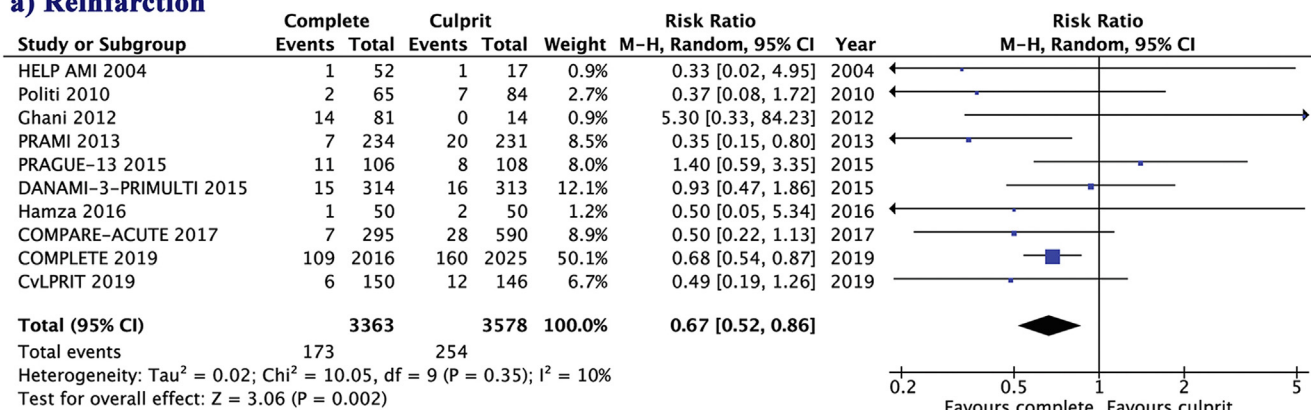 a) Reinfarction
Complete Culprit Risk Ratio Risk Ratio
Study or Subgroup Events Total Events Total Weight M-H, Random, 95% CI Year M-H, Random, 95% CI
HELP AMI 2004 1 52 1 17 0.9% 0.33 [0.02, 4.95] 2004
Politi 2010 2 65 7 84 2.7% 0.37 [0.08, 1.72] 2010
Ghani 2012 14 81 0 14 0.9% 5.30 [0.33, 84.23] 2012
PRAMI 2013 7 234 20 231 8.5% 0.35 [0.15, 0.80] 2013
PRAGUE-13 2015 11 106 8 108 8.0% 1.40 [0.59, 3.35] 2015
DANAMI-3-PRIMULTI 2015 15 314 16 313 12.1% 0.93 [0.47, 1.86] 2015
Hamza 2016 1 50 2 50 1.2% 0.50 [0.05, 5.34] 2016
COMPARE-ACUTE 2017 7 295 28 590 8.9% 0.50 [0.22, 1.13] 2017
COMPLETE 2019 109 2016 160 2025 50.1% 0.68 [0.54, 0.87] 2019
CvLPRIT 2019 6 150 12 146 6.7% 0.49 [0.19, 1.26] 2019
Total (95% CI) 3363 3578 100.0% 0.67 [0.52, 0.86]
Total events 173 254
Heterogeneity: Tau² = 0.02; Chi² = 10.05, df = 9 (P = 0.35); I² = 10%
Test for overall effect: Z = 3.06 (P = 0.002)
0.2 0.5 1 2 5
Favours complete Favours culprit